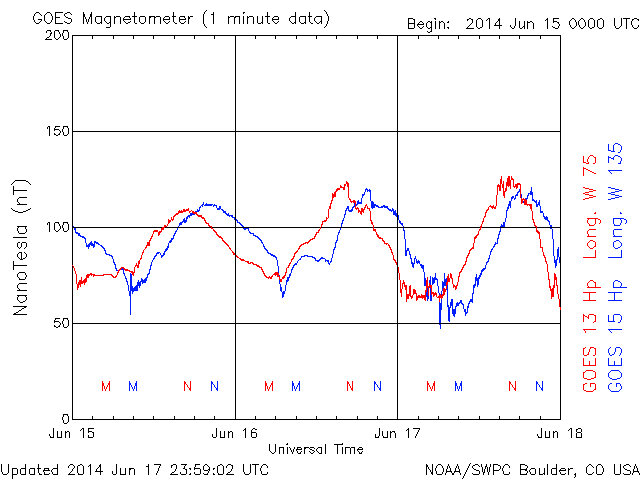 GOES Magnetometer (1 minute data)
Begin: 2014 Jun 15 0000 UTC
200
150
100
50
0
NanoTesla (nT)
M M N N M M N N M M N N
Jun 15 Jun 16 Jun 17 Jun 18
Universal Time
GOES 13 Hp Long. W 75
GOES 15 Hp Long. W 135
Updated 2014 Jun 17 23:59:02 UTC
NOAA/SWPC Boulder, CO USA